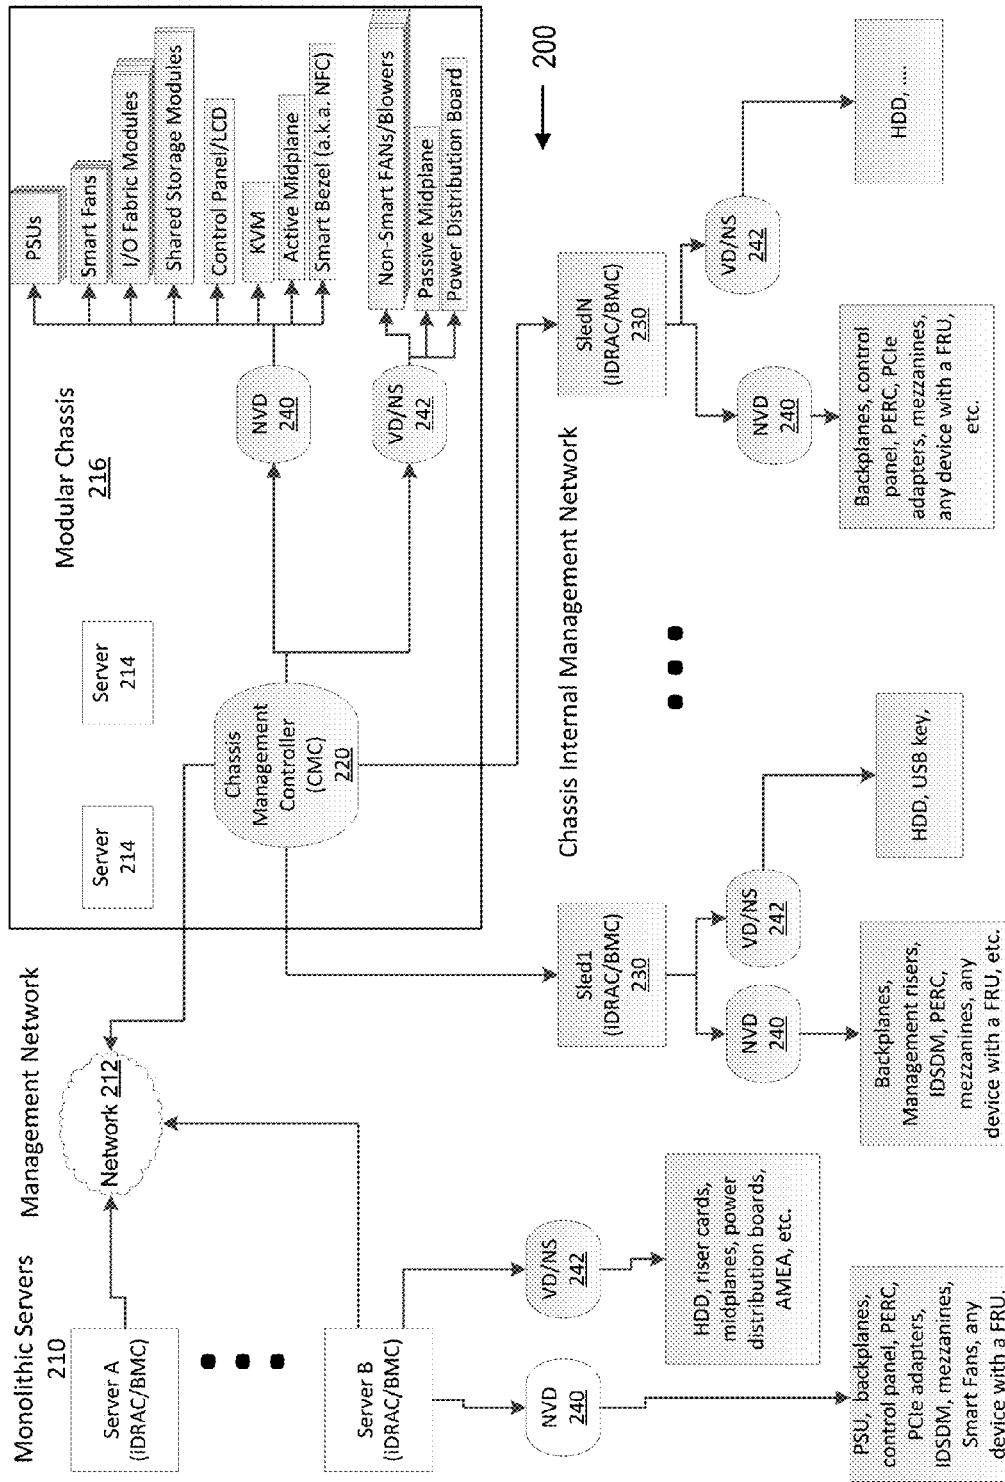 Monolithic Servers
210
Management Network
Server A
(iDRAC/BMC)
Network 212
Server B
(iDRAC/BMC)
NVD
240
VD/NS
242
PSU, backplanes,
control panel, PERC,
PCIe adapters,
IDSDM, mezzanines,
Smart Fans, any
device with a FRU.
HDD, riser cards,
midplanes, power
distribution boards,
AMEA, etc.
Server
214
Server
214
Modular Chassis
216
Chassis
Management
Controller
(CMC)
220
NVD
240
VD/NS
242
PSUs
Smart Fans
I/O Fabric Modules
Shared Storage Modules
Control Panel/LCD
KVM
Active Midplane
Smart Bezel (a.k.a. NFC)
Non-Smart FANs/Blowers
Passive Midplane
Power Distribution Board
200
Chassis Internal Management Network
Sled1
(iDRAC/BMC)
230
NVD
240
VD/NS
242
Backplanes,
Management risers,
IDSDM, PERC,
mezzanines, any
device with a FRU, etc.
HDD, USB key,
SledN
(iDRAC/BMC)
230
NVD
240
VD/NS
242
Backplanes, control
panel, PERC, PCIe
adapters, mezzanines,
any device with a FRU,
etc.
HDD, ....